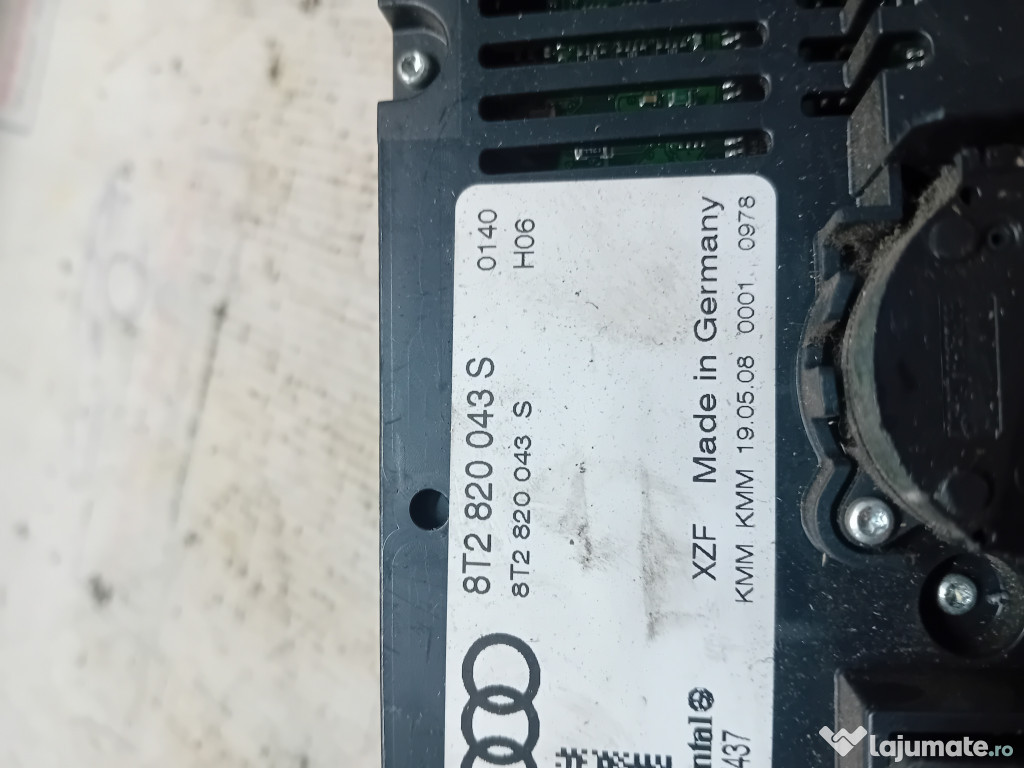 8T2 820 043 S 0140
8T2 820 043 S H06
XZF Made in Germany
KMM KMM 19.05.08 0001 0978
437
lajumate.ro